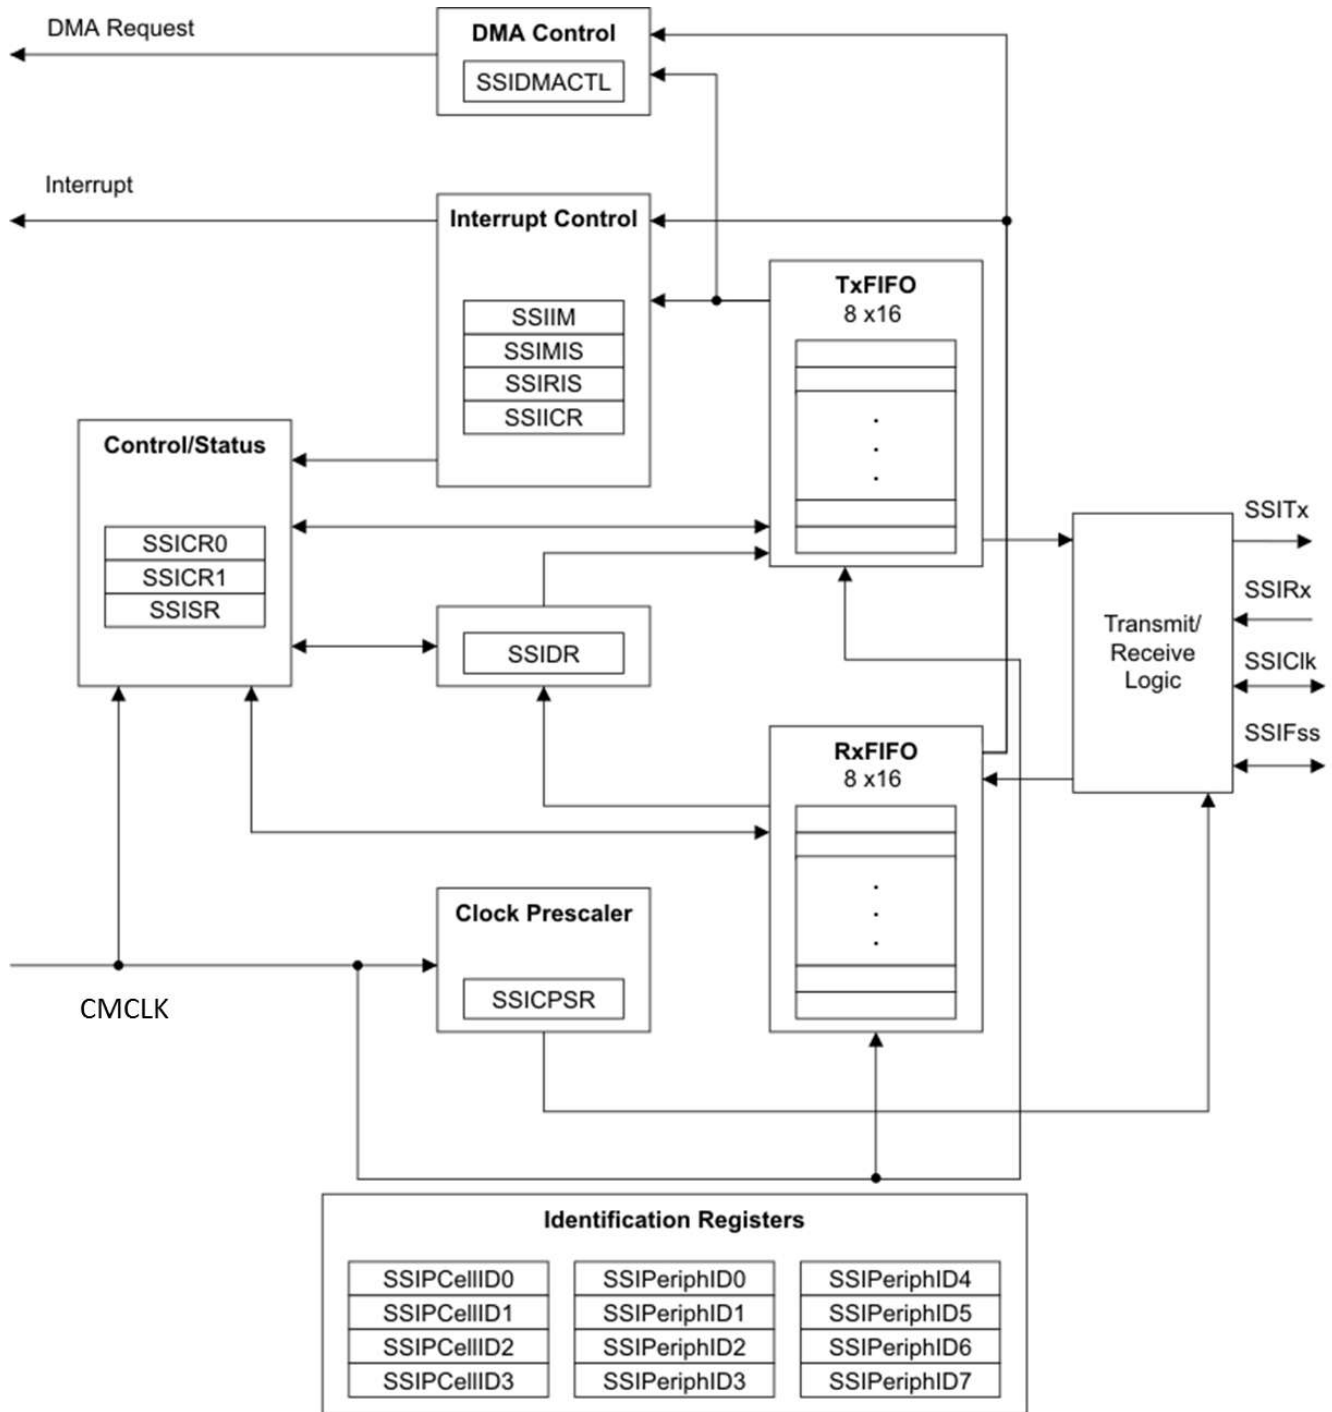 DMA Request
DMA Control
SSIDMACTL
Interrupt
Interrupt Control
SSIIM
SSIMIS
SSIRIS
SSIICR
TxFIFO
8 x16
.
.
.
Control/Status
SSICR0
SSICR1
SSISR
SSIDR
Transmit/
Receive
Logic
SSITx
SSIRx
SSIClk
SSIFss
RxFIFO
8 x16
.
.
.
Clock Prescaler
SSICPSR
CMCLK
Identification Registers
SSIPCellID0
SSIPCellID1
SSIPCellID2
SSIPCellID3
SSIPeriphID0
SSIPeriphID1
SSIPeriphID2
SSIPeriphID3
SSIPeriphID4
SSIPeriphID5
SSIPeriphID6
SSIPeriphID7